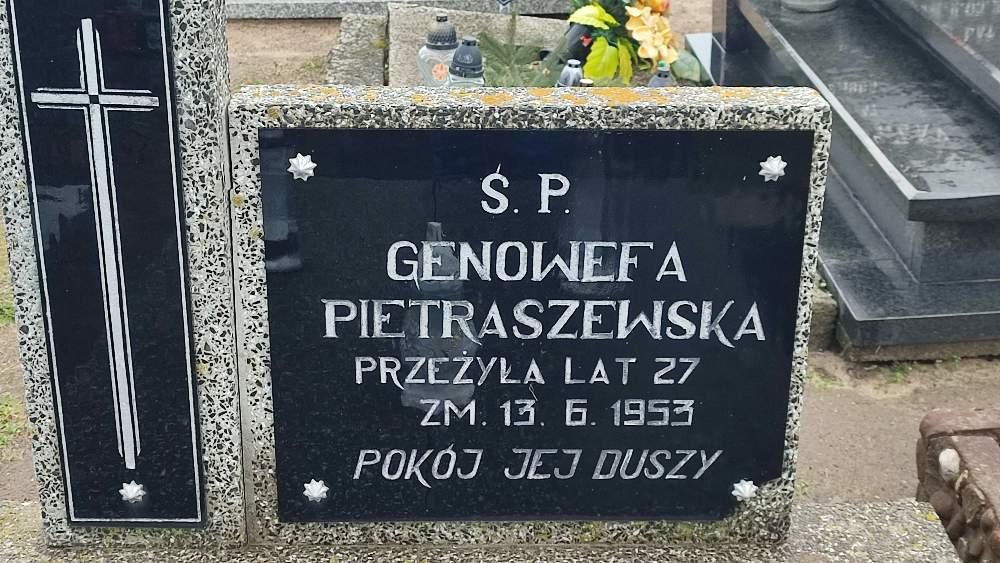 Ś. P.
GENOWEFA
PIETRASZEWSKA
PRZEŻYŁA LAT 27
ZM. 13. 6. 1953
POKÓJ JEJ DUSZY